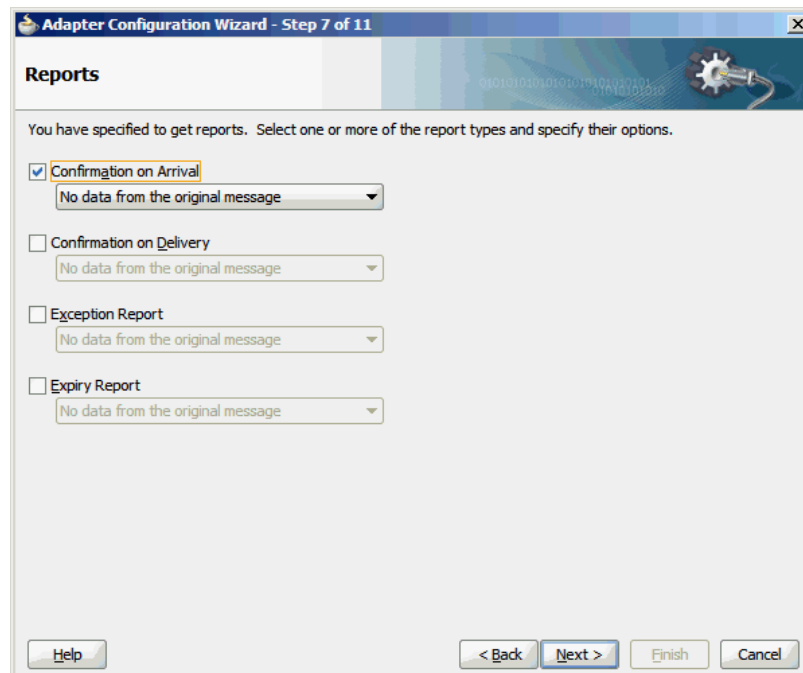 Adapter Configuration Wizard - Step 7 of 11
Reports
You have specified to get reports. Select one or more of the report types and specify their options.
Confirmation on Arrival
No data from the original message
Confirmation on Delivery
No data from the original message
Exception Report
No data from the original message
Expiry Report
No data from the original message
Help
< Back
Next >
Finish
Cancel